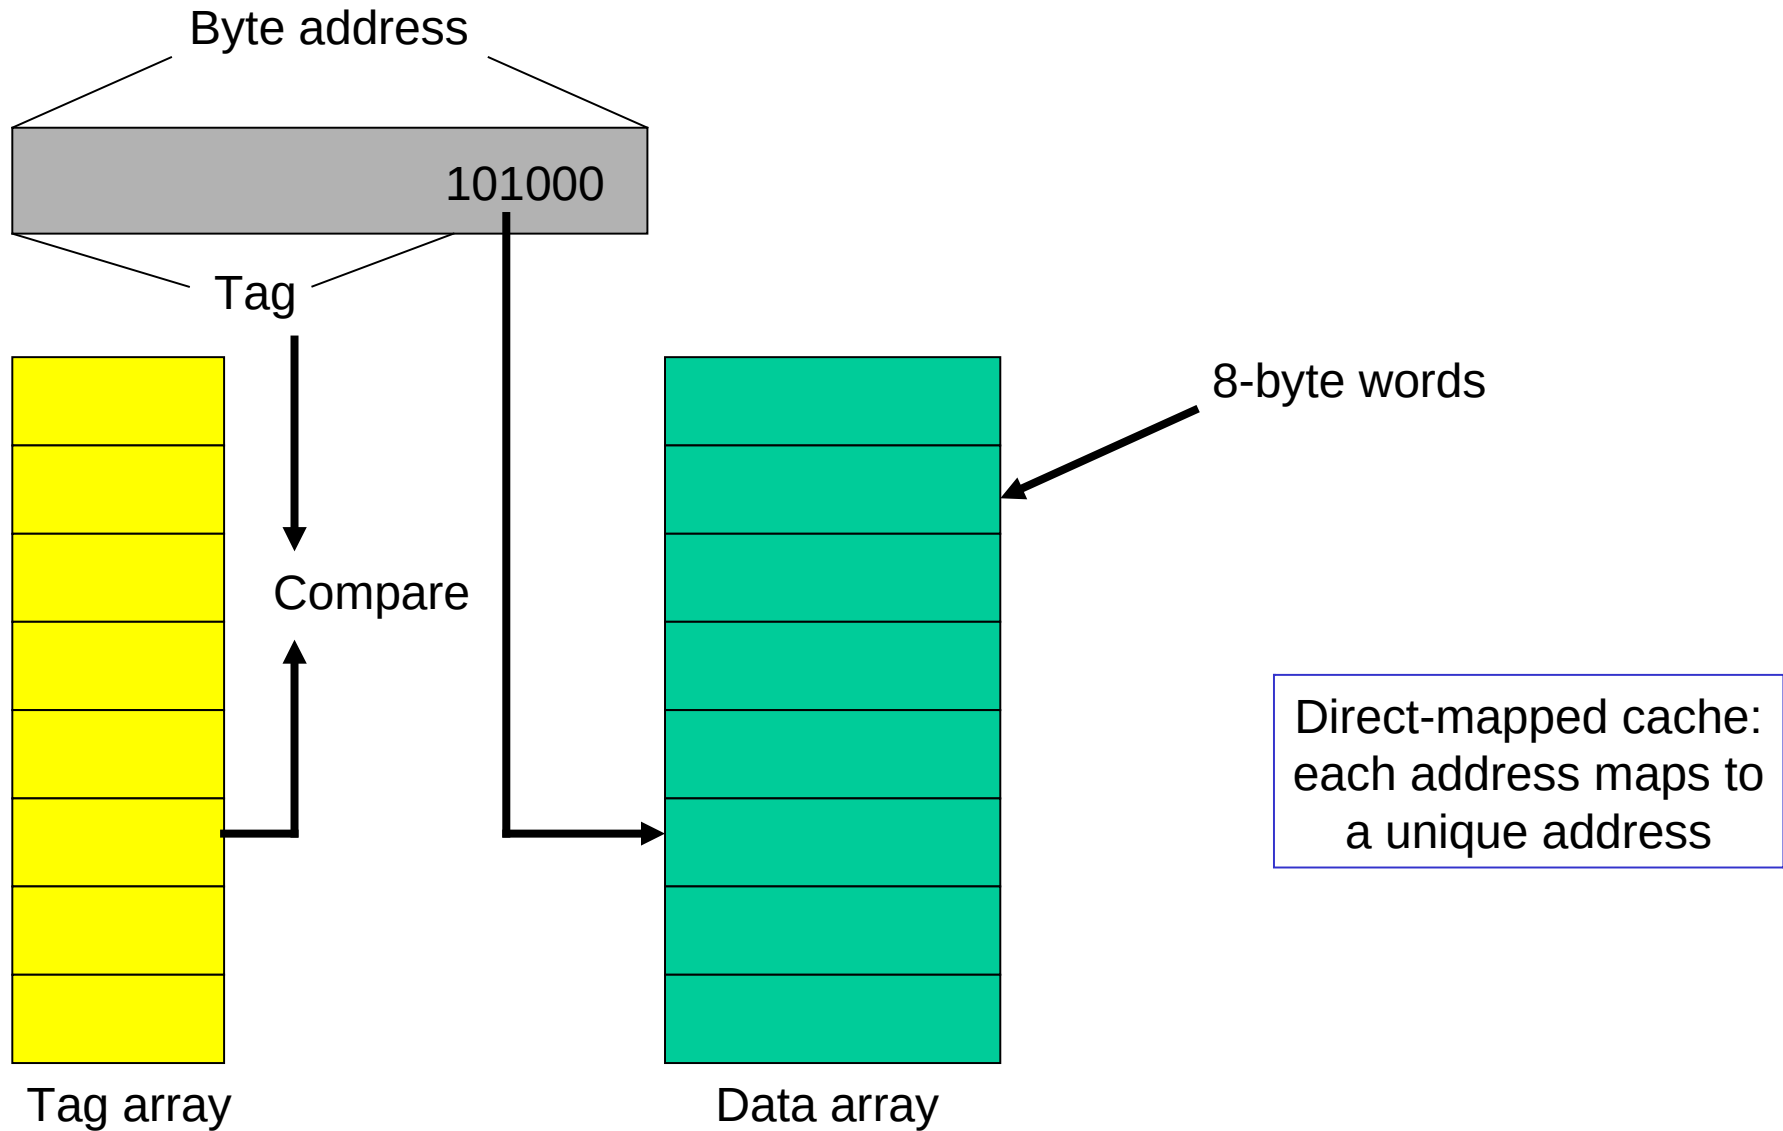 Byte address
101000
Tag
8-byte words
Compare
Direct-mapped cache:
each address maps to
a unique address
Tag array
Data array